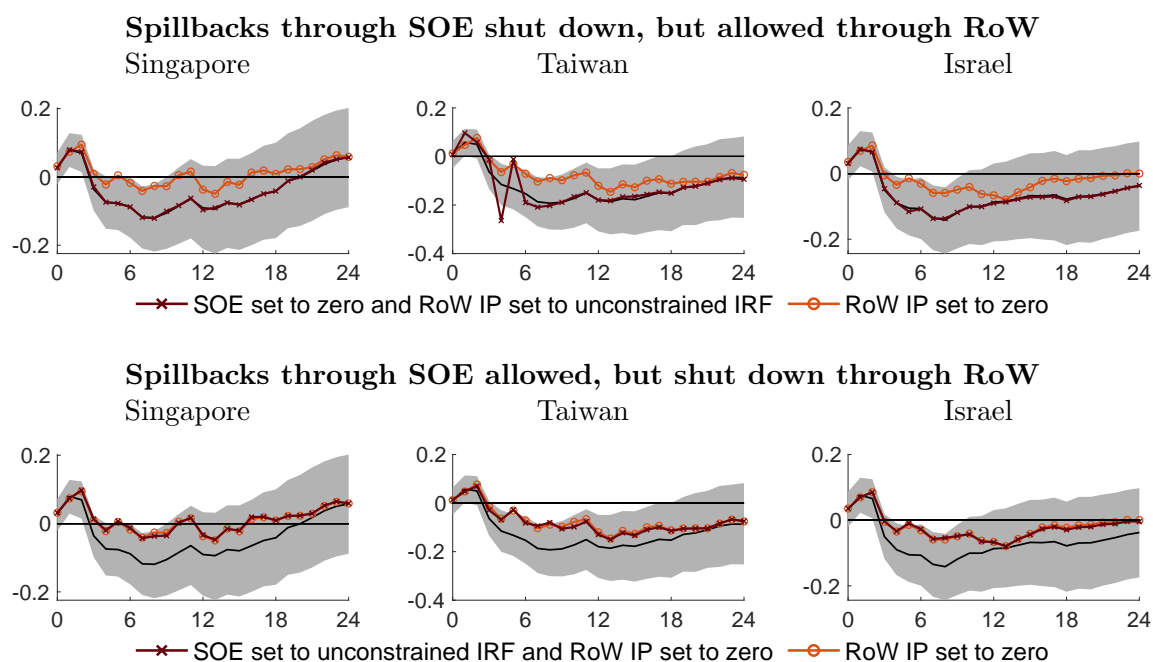 Spillbacks through SOE shut down, but allowed through RoW
Singapore Taiwan Israel
0.2 0.2 0.2
0 0 0
-0.2 -0.2 -0.2
-0.4
0 6 12 18 24 0 6 12 18 24 0 6 12 18 24
SOE set to zero and RoW IP set to unconstrained IRF RoW IP set to zero
Spillbacks through SOE allowed, but shut down through RoW
Singapore Taiwan Israel
0.2 0.2 0.2
0 0 0
-0.2 -0.2 -0.2
-0.4
0 6 12 18 24 0 6 12 18 24 0 6 12 18 24
SOE set to unconstrained IRF and RoW IP set to zero RoW IP set to zero